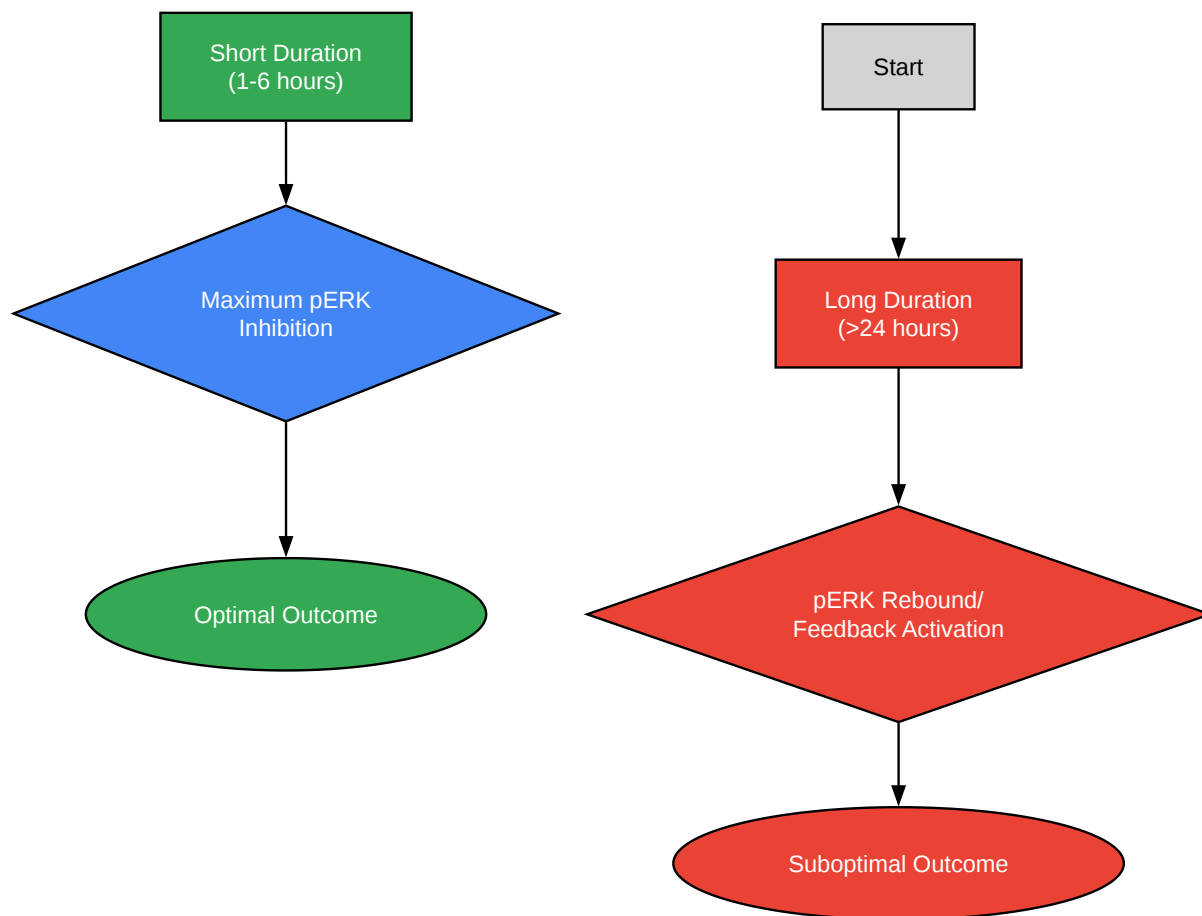 Short Duration
(1-6 hours)
Maximum pERK
Inhibition
Optimal Outcome
Start
Long Duration
(>24 hours)
pERK Rebound/
Feedback Activation
Suboptimal Outcome